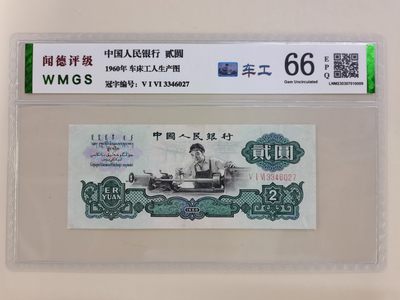 闻德评级
WMGS
中国人民银行 贰圆
1960年 车床工人生产图
冠字编号：V I VI 3346027
车工
66
Gem Uncirculated
EPQ
中国人民银行
贰圆
V I VI 3346027
ER
YUAN
2
1960